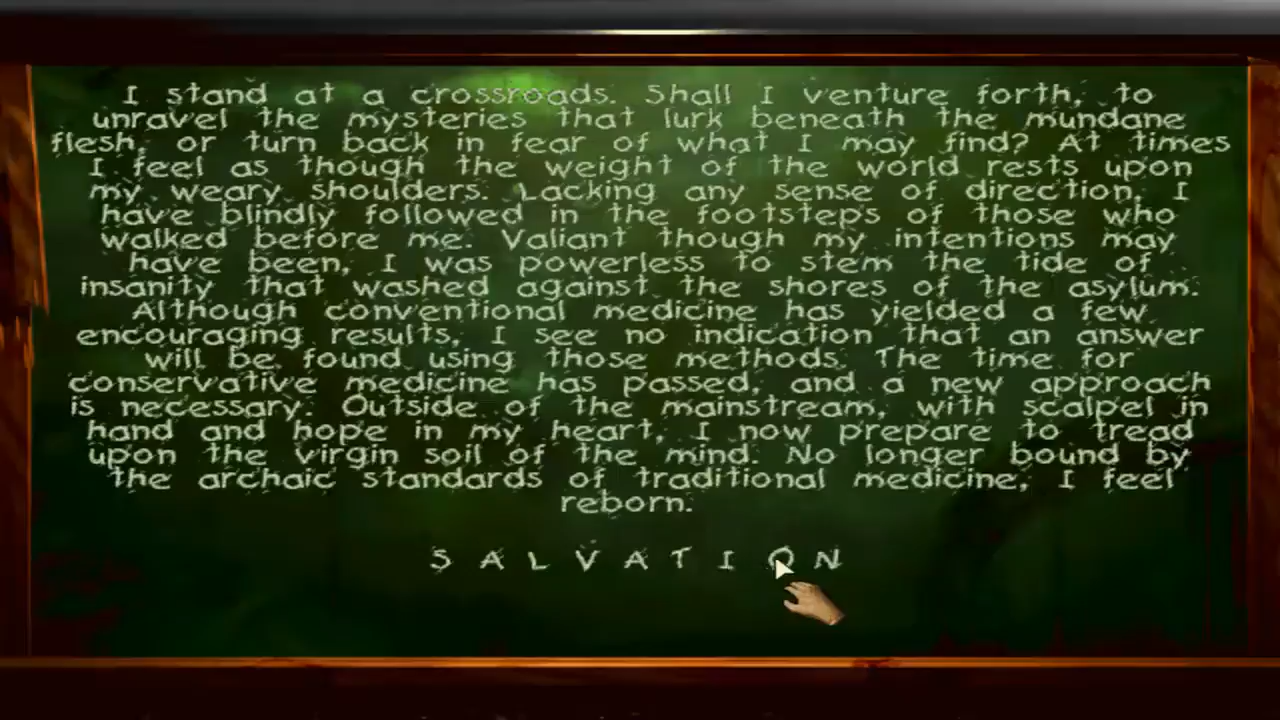 I stand at a crossroads. Shall I venture forth, to
unravel the mysteries that lurk beneath the mundane
flesh, or turn back in fear of what I may find? At times
I feel as though the weight of the world rests upon
my weary shoulders. Lacking any sense of direction, I
have blindly followed in the footsteps of those who
walked before me. Valiant though my intentions may
have been, I was powerless to stem the tide of
insanity that washed against the shores of the asylum.
Although conventional medicine has yielded a few
encouraging results, I see no indication that an answer
will be found using those methods. The time for
conservative medicine has passed, and a new approach
is necessary. Outside of the mainstream, with scalpel in
hand and hope in my heart, I now prepare to tread
upon the virgin soil of the mind. No longer bound by
the archaic standards of traditional medicine, I feel
reborn.
S A L V A T I O N